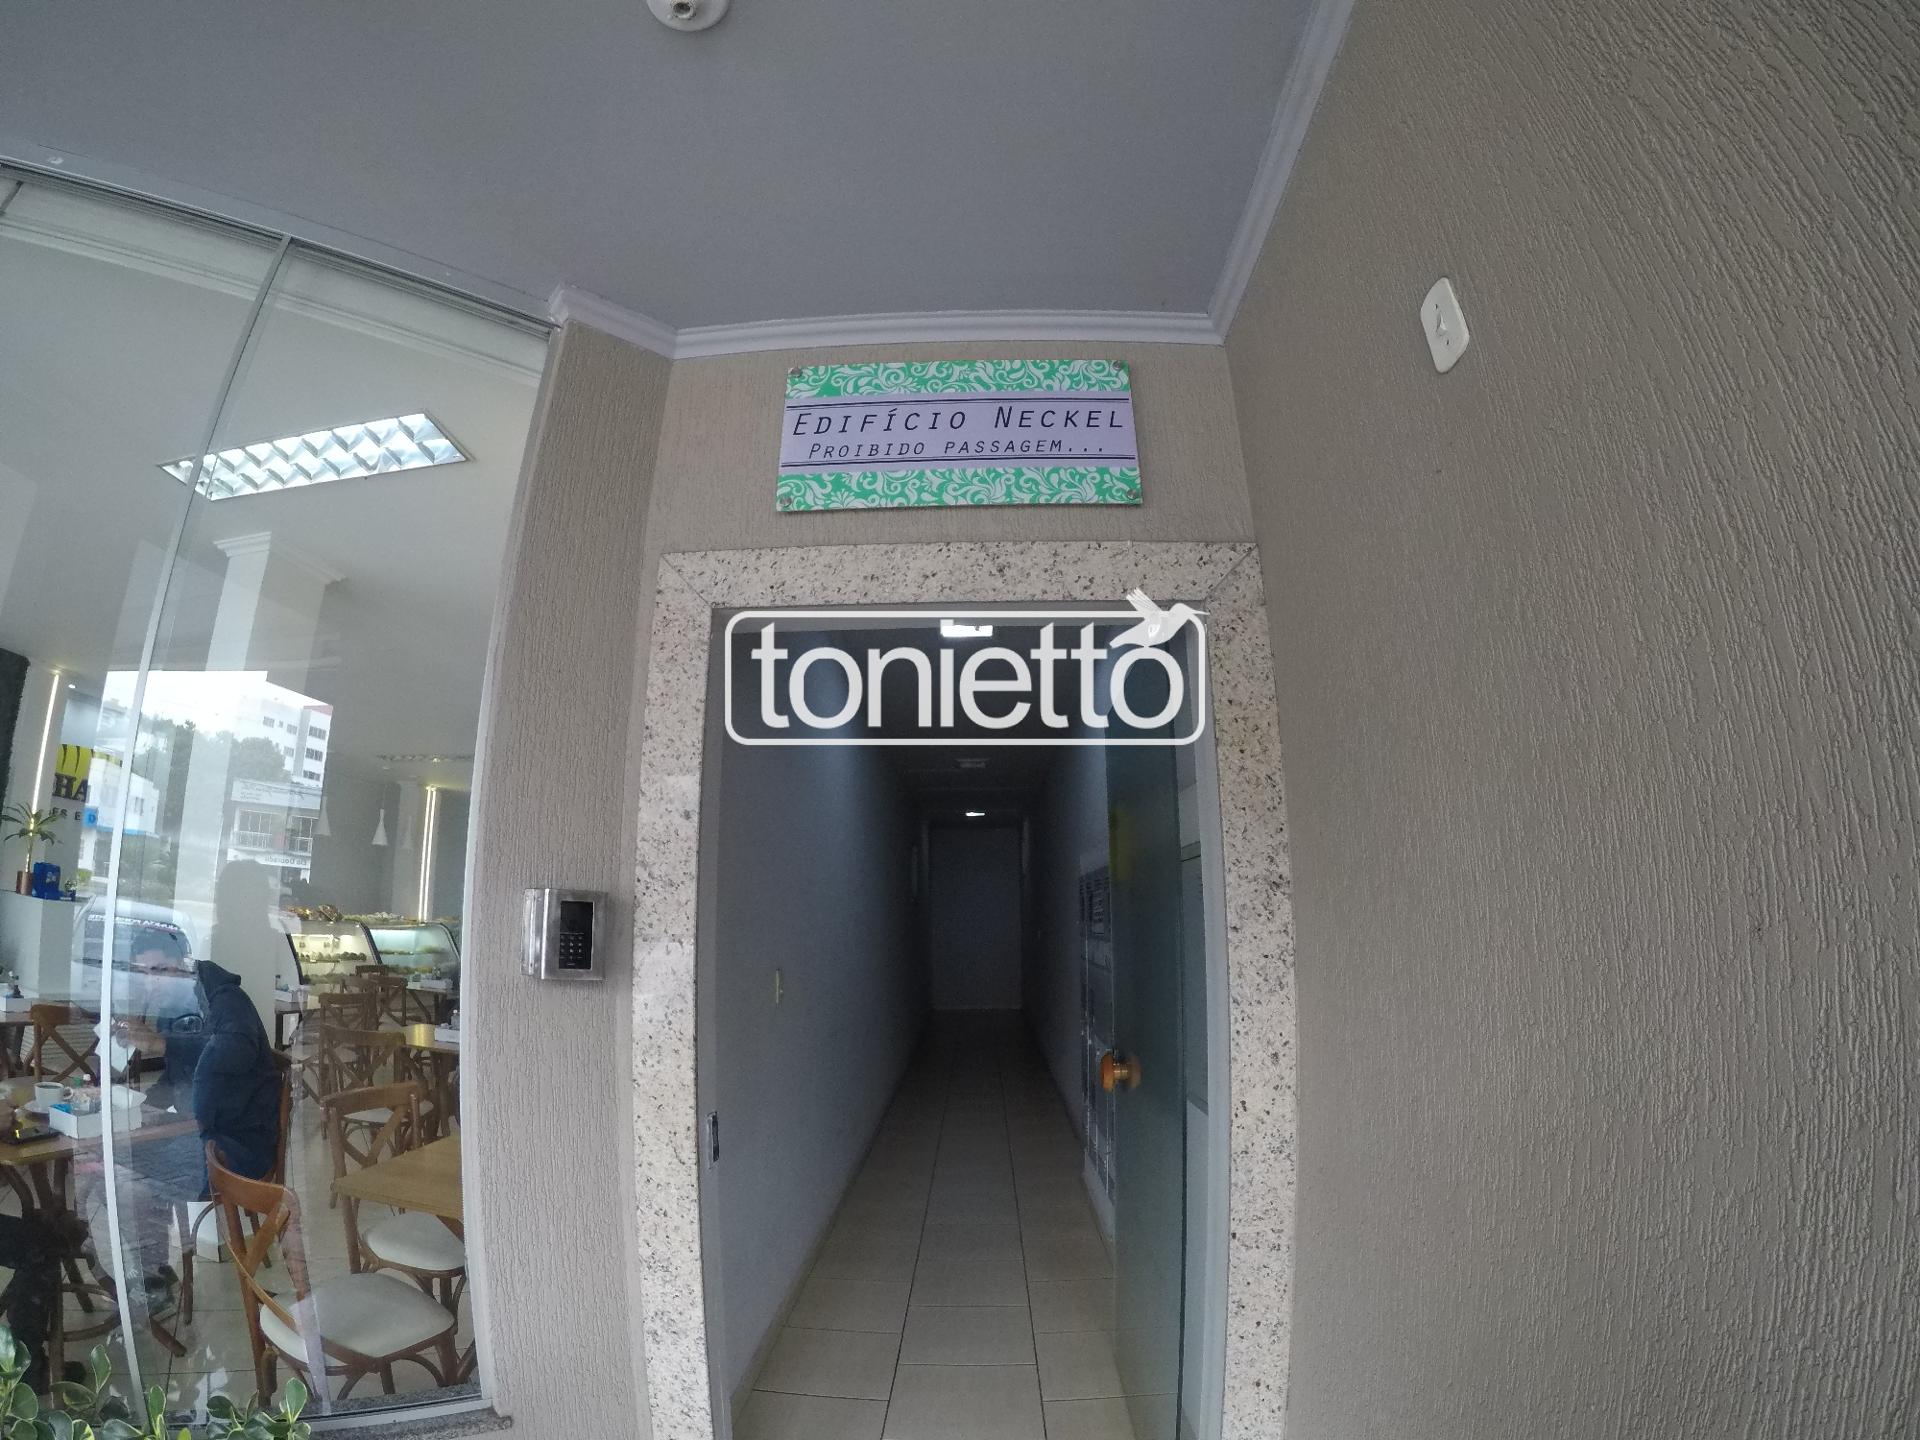 Edifício Neckel
Proibido passagem...
tonietto